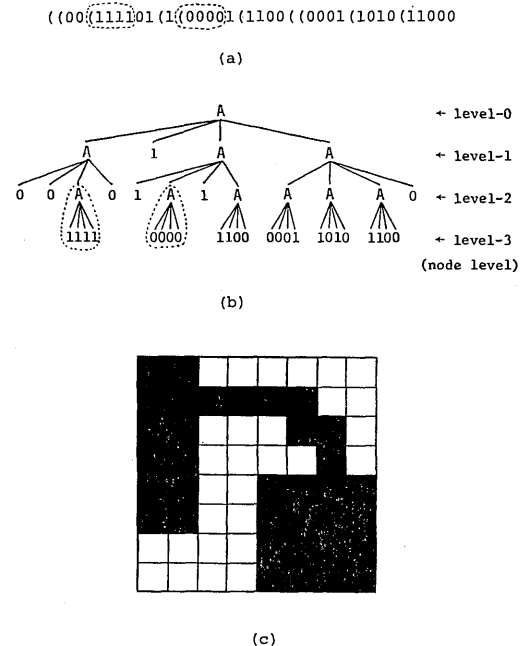 ((00(111101(1(00001(1100((0001(1010(11000
(a)
A ← level-0
A 1 A A ← level-1
0 0 A 0 1 A 1 A A A A 0 ← level-2
1111 0000 1100 0001 1010 1100 ← level-3
(node level)
(b)
(c)